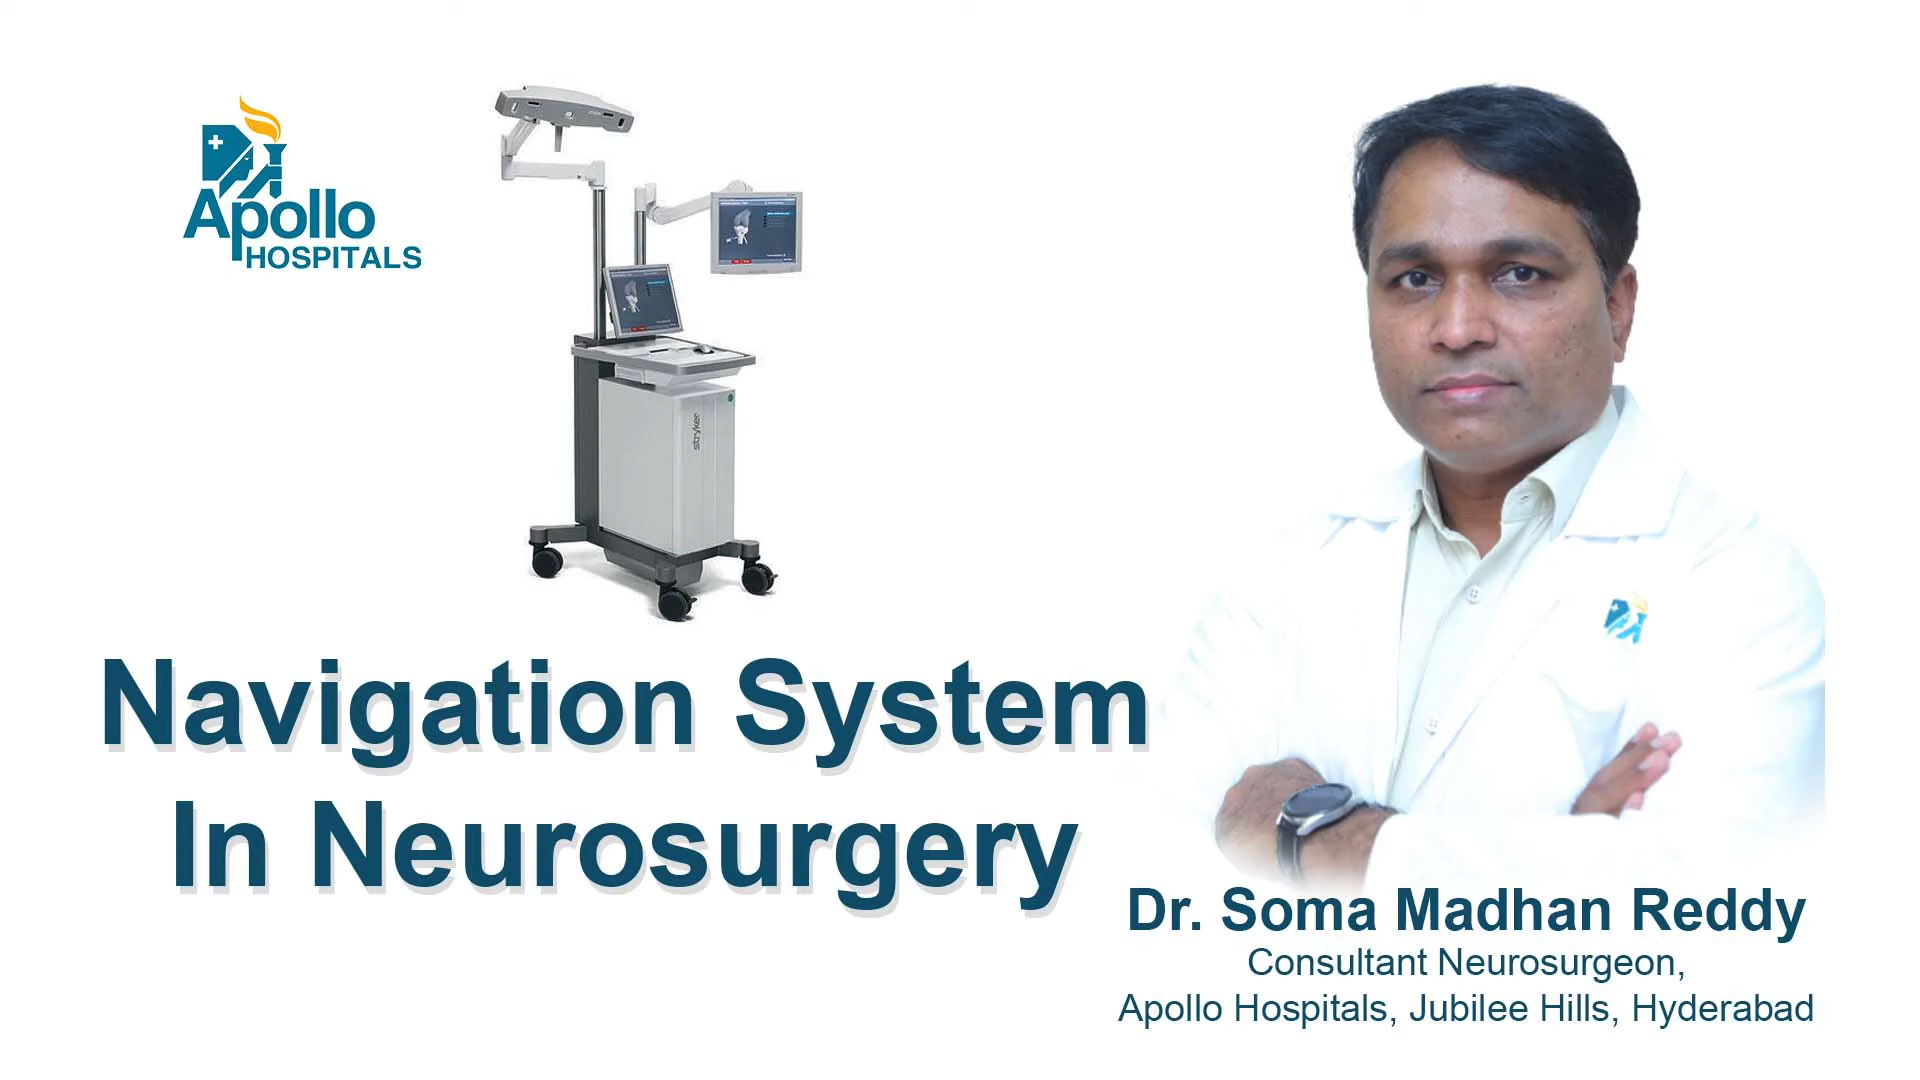 Apollo
HOSPITALS
stryker
Navigation System
In Neurosurgery
Dr. Soma Madhan Reddy
Consultant Neurosurgeon,
Apollo Hospitals, Jubilee Hills, Hyderabad